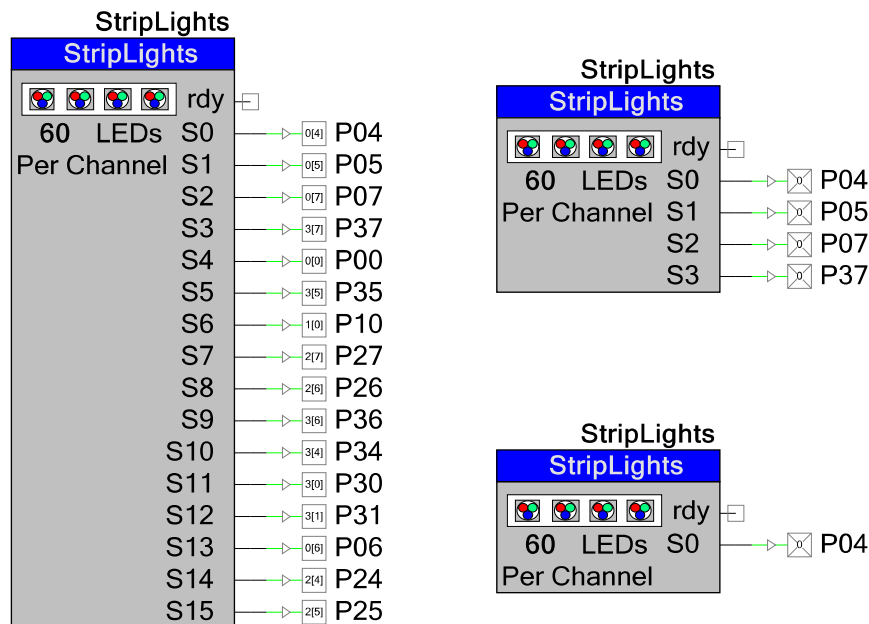 StripLights
StripLights
rdy
60 LEDs S0 0[4] P04
Per Channel S1 0[5] P05
S2 0[7] P07
S3 3[7] P37
S4 0[0] P00
S5 3[5] P35
S6 1[0] P10
S7 2[7] P27
S8 2[6] P26
S9 3[6] P36
S10 3[4] P34
S11 3[0] P30
S12 3[1] P31
S13 0[6] P06
S14 2[4] P24
S15 2[5] P25
StripLights
StripLights
rdy
60 LEDs S0 0 P04
Per Channel S1 0 P05
S2 0 P07
S3 0 P37
StripLights
StripLights
rdy
60 LEDs S0 0 P04
Per Channel